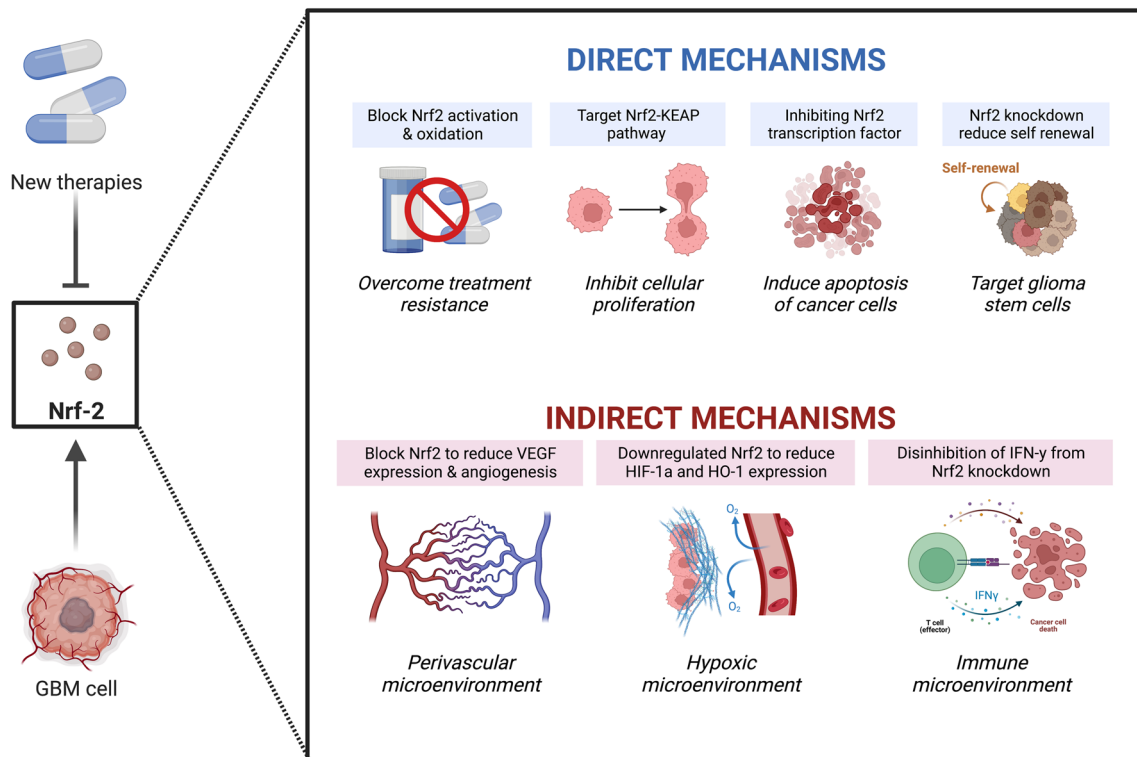 New therapies
Nrf-2
GBM cell
DIRECT MECHANISMS
Block Nrf2 activation
& oxidation
Overcome treatment
resistance
Target Nrf2-KEAP
pathway
Inhibit cellular
proliferation
Inhibiting Nrf2
transcription factor
Induce apoptosis
of cancer cells
Nrf2 knockdown
reduce self renewal
Self-renewal
Target glioma
stem cells
INDIRECT MECHANISMS
Block Nrf2 to reduce VEGF
expression & angiogenesis
Perivascular
microenvironment
Downregulated Nrf2 to reduce
HIF-1a and HO-1 expression
O₂
O₂
Hypoxic
microenvironment
Disinhibition of IFN-y from
Nrf2 knockdown
IFNγ
T cell
(effector)
Cancer cell
death
Immune
microenvironment